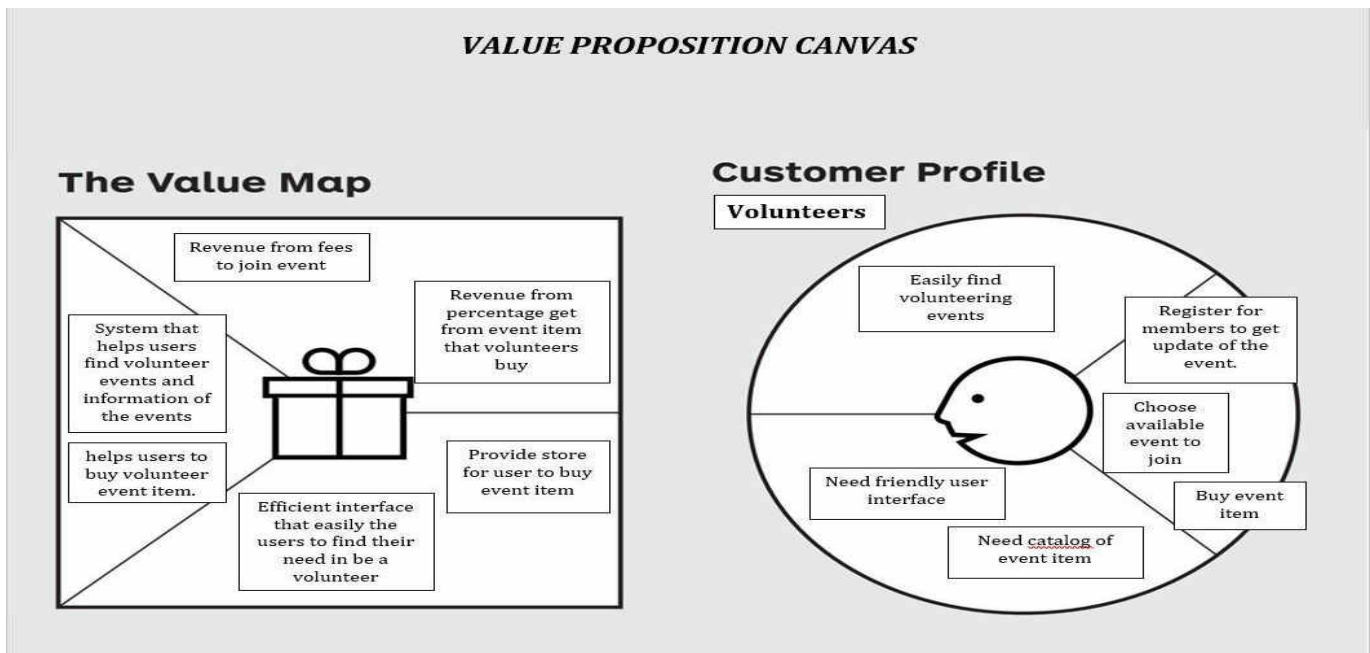 VALUE PROPOSITION CANVAS
The Value Map
Revenue from fees
to join event
Revenue from
percentage get
from event item
that volunteers
buy
System that
helps users
find volunteer
events and
information of
the events
helps users to
buy volunteer
event item.
Provide store
for user to buy
event item
Efficient interface
that easily the
users to find their
need in be a
volunteer
Customer Profile
Volunteers
Easily find
volunteering
events
Register for
members to get
update of the
event.
Choose
available
event to
join
Need friendly user
interface
Buy event
item
Need catalog of
event item